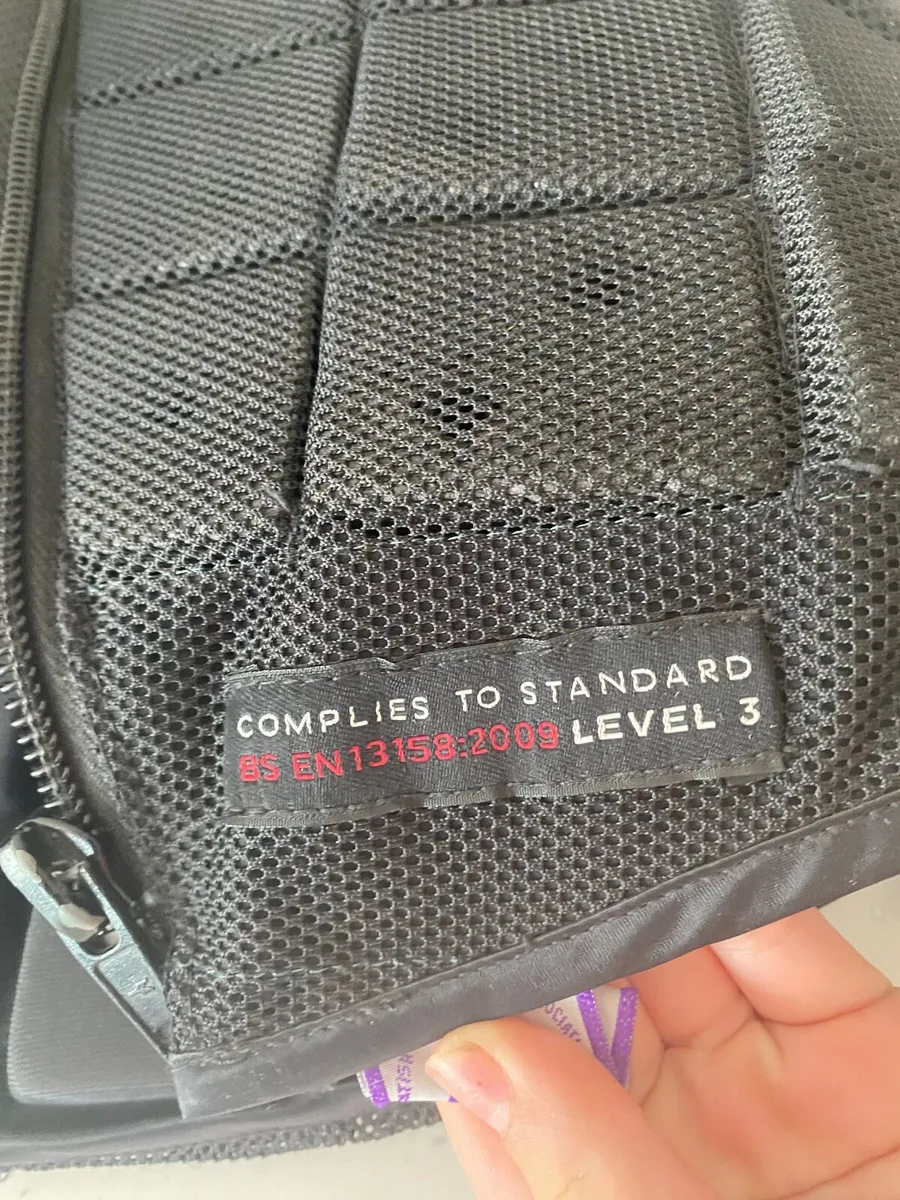 COMPLIES TO STANDARD
BS EN13158:2009 LEVEL 3